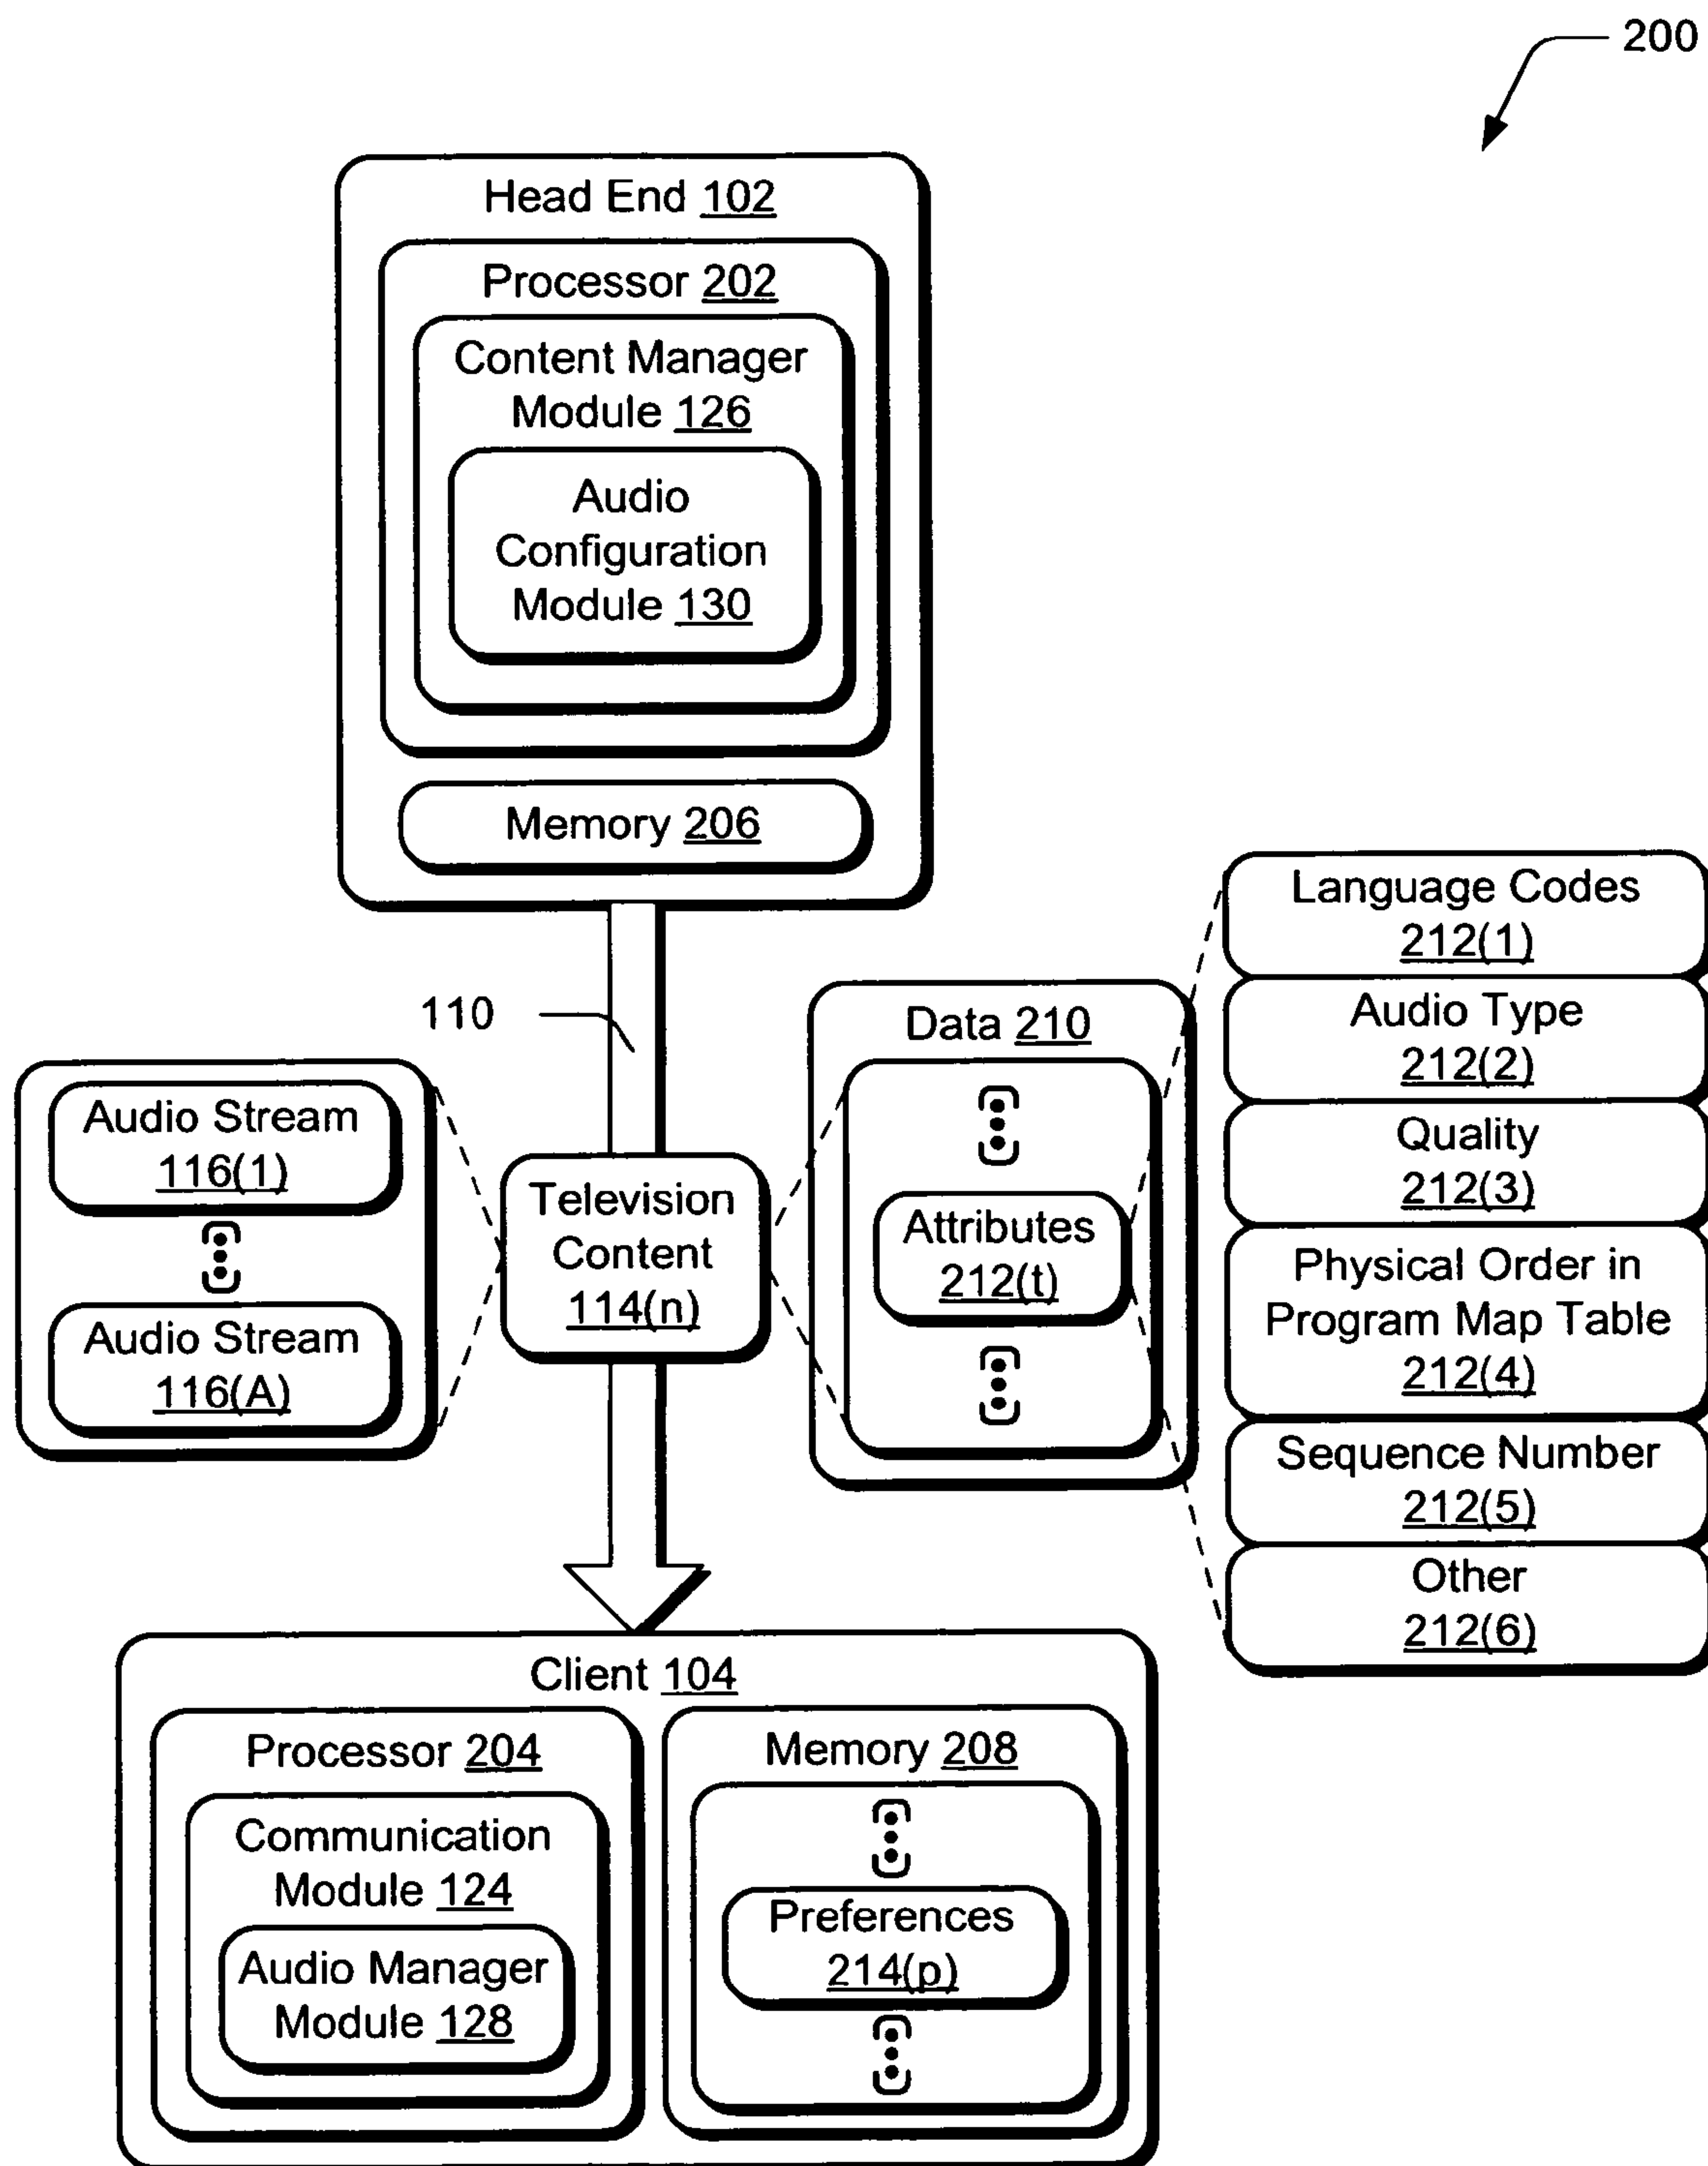 200
Head End 102
Processor 202
Content Manager
Module 126
Audio
Configuration
Module 130
Memory 206
110
Audio Stream
116(1)
Audio Stream
116(A)
Television
Content
114(n)
Data 210
Attributes
212(t)
Language Codes
212(1)
Audio Type
212(2)
Quality
212(3)
Physical Order in
Program Map Table
212(4)
Sequence Number
212(5)
Other
212(6)
Client 104
Processor 204
Communication
Module 124
Audio Manager
Module 128
Memory 208
Preferences
214(p)